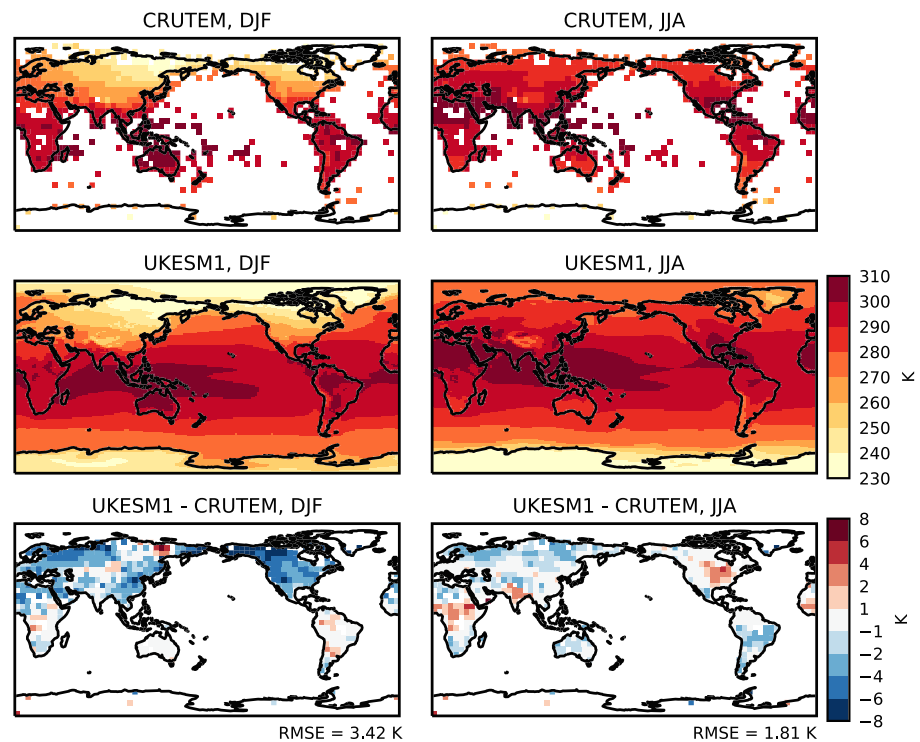 CRUTEM, DJF
CRUTEM, JJA
UKESM1, DJF
UKESM1, JJA
310
300
290
280
270
260
250
240
230
K
UKESM1 - CRUTEM, DJF
UKESM1 - CRUTEM, JJA
8
6
4
2
1
−1
−2
−4
−6
−8
K
RMSE = 3.42 K
RMSE = 1.81 K